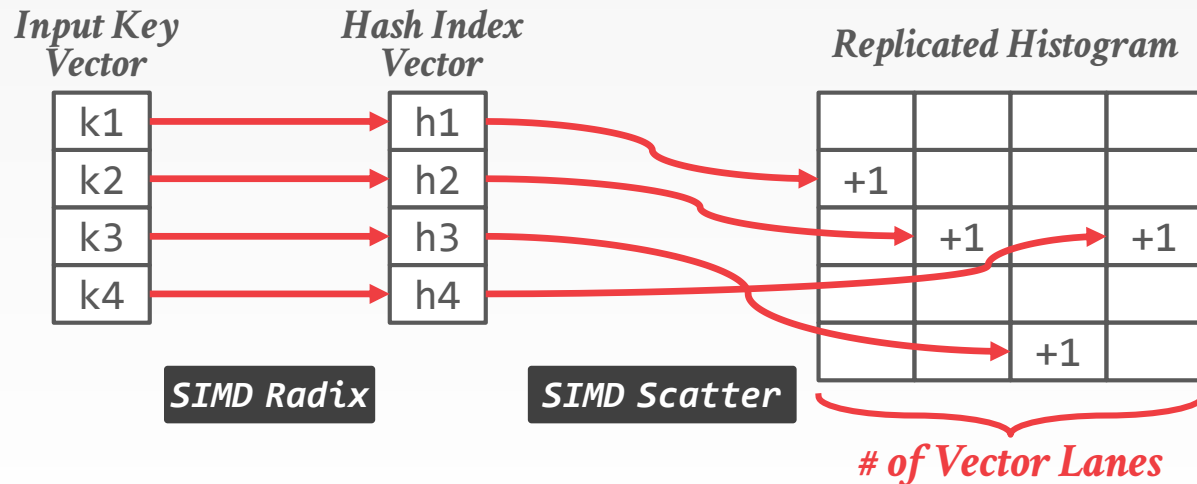 Input Key
Vector
Hash Index
Vector
Replicated Histogram
k1
h1
k2
h2
+1
k3
h3
+1
+1
k4
h4
+1
SIMD Radix
SIMD Scatter
# of Vector Lanes